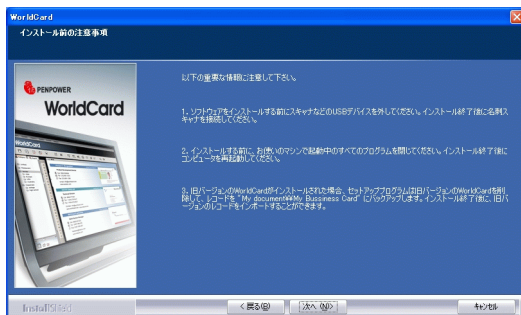 WorldCard
インストール前の注意事項
PENPOWER
WorldCard
以下の重要な情報に注意して下さい。
1. ソフトウェアをインストールする前にスキャナなどのUSBデバイスを外してください。インストール終了後に名刺ス
キャナを接続してください。
2. インストールする前に、お使いのマシンで起動中のすべてのプログラムを閉じてください。インストール終了後に
コンピュータを再起動してください。
3. 旧バージョンのWorldCardがインストールされた場合、セットアッププログラムは旧バージョンのWorldCardを削
除して、レコードを "My document¥¥My Bussiness Card" にバックアップします。インストール終了後に、旧バ
ージョンのレコードをインポートすることができます。
InstallShield
< 戻る(B)
次へ (N)>
キャンセル